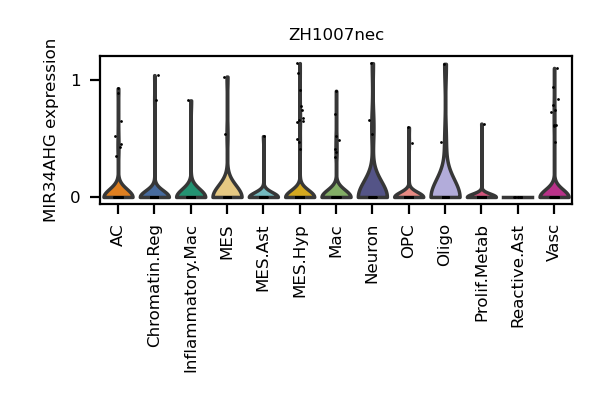 ZH1007nec
MIR34AHG expression
1
0
AC
Chromatin.Reg
Inflammatory.Mac
MES
MES.Ast
MES.Hyp
Mac
Neuron
OPC
Oligo
Prolif.Metab
Reactive.Ast
Vasc